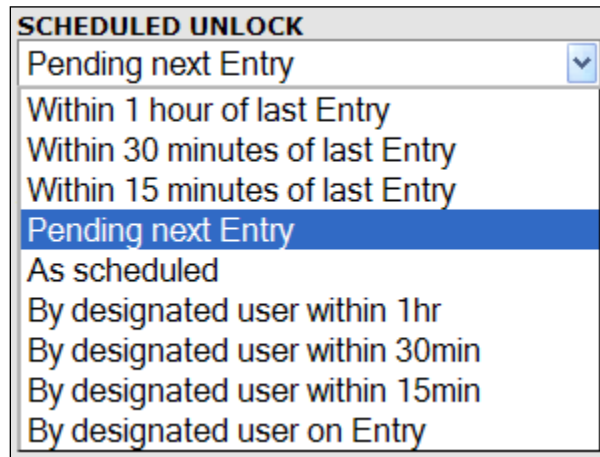 SCHEDULED UNLOCK
Pending next Entry
Within 1 hour of last Entry
Within 30 minutes of last Entry
Within 15 minutes of last Entry
Pending next Entry
As scheduled
By designated user within 1hr
By designated user within 30min
By designated user within 15min
By designated user on Entry